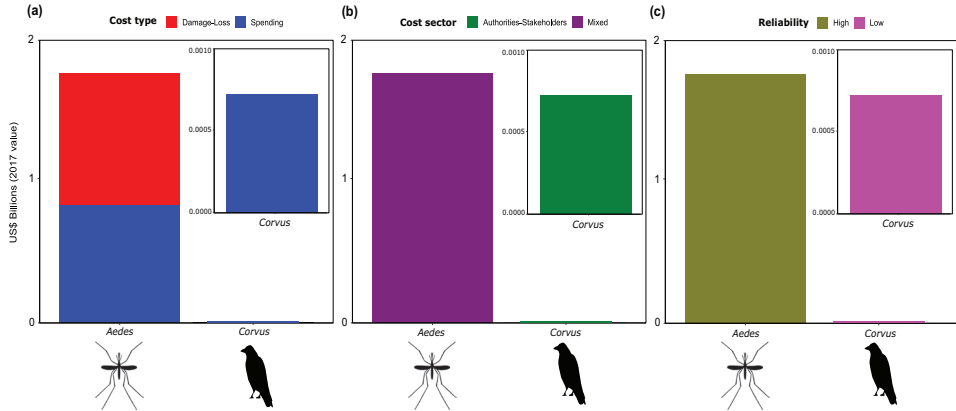 (a)
Cost type
Damage-Loss
Spending
2
1
0
US$ Billions (2017 value)
0.0010
0.0005
0.0000
Corvus
Aedes
Corvus
(b)
Cost sector
Authorities-Stakeholders
Mixed
2
1
0
0.0010
0.0005
0.0000
Corvus
Aedes
Corvus
(c)
Reliability
High
Low
2
1
0
0.0010
0.0005
0.0000
Corvus
Aedes
Corvus